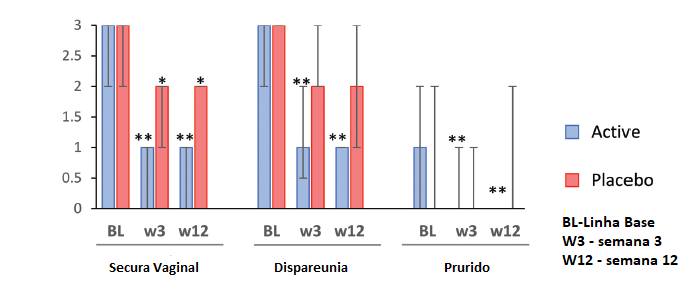 3
2.5
2
1.5
1
0.5
0
** * ** *
** **
** **
BL w3 w12 BL w3 w12 BL w3 w12
Secura Vaginal Dispareunia Prurido
Active
Placebo
BL-Linha Base
W3 - semana 3
W12 - semana 12